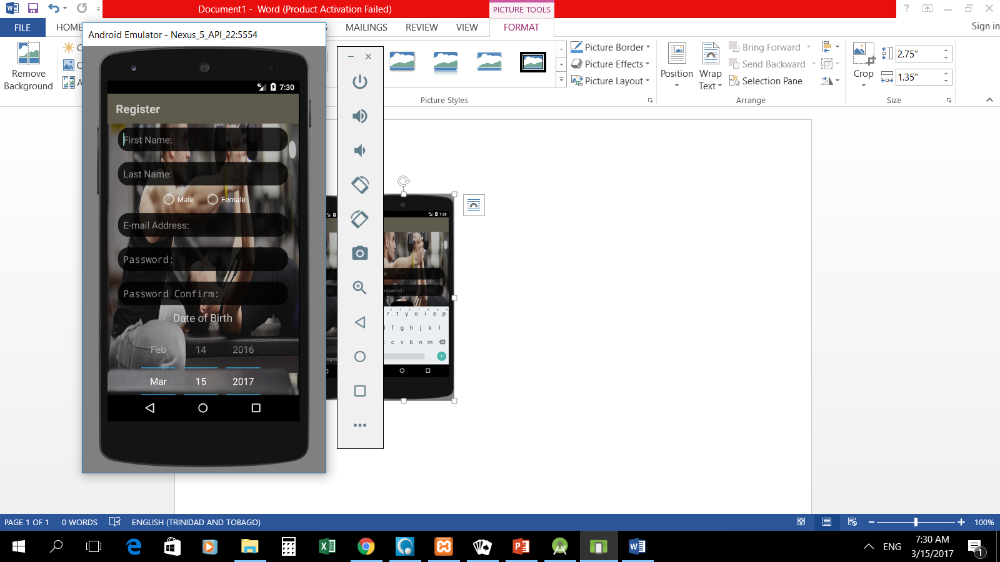 Document1 -  Word (Product Activation Failed)
PICTURE TOOLS
FILE
HOME
MAILINGS
REVIEW
VIEW
FORMAT
Sign in
Android Emulator - Nexus_5_API_22:5554
Remove
Background
Picture Border
Picture Effects
Picture Layout
Picture Styles
Position
Wrap
Text
Bring Forward
Send Backward
Selection Pane
Arrange
Crop
2.75"
1.35"
Size
4G 7:30
Register
First Name:
Last Name:
Male Female
E-mail Address:
Password:
Password Confirm:
Date of Birth
Feb 14 2016
Mar 15 2017
7:28
assword:
r t y u i o p
f g h j k l
c v b n m
Regist
PAGE 1 OF 1 0 WORDS ENGLISH (TRINIDAD AND TOBAGO)
100%
ENG
7:30 AM
3/15/2017
1